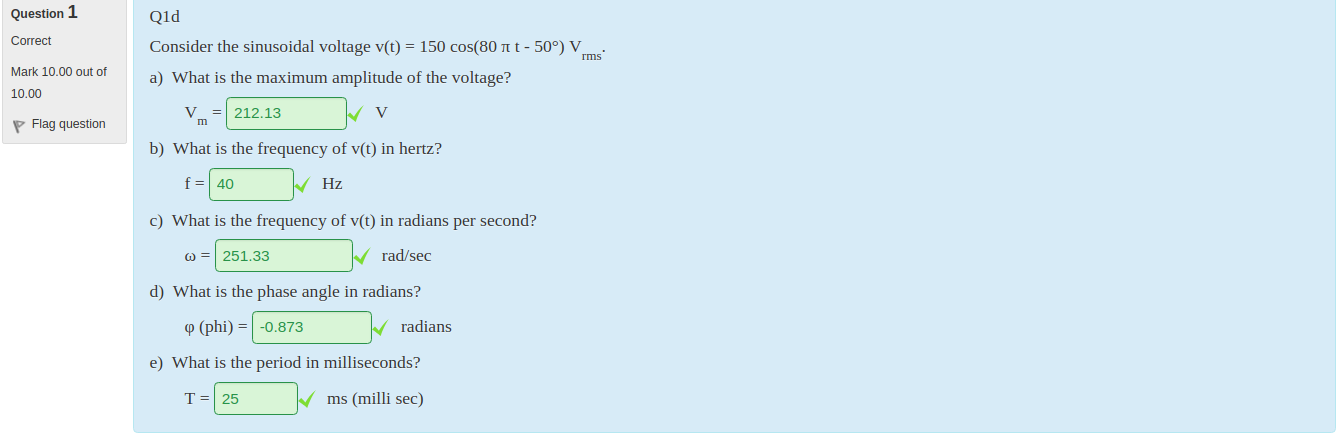 Question 1
Correct
Mark 10.00 out of
10.00
Flag question
Q1d
Consider the sinusoidal voltage v(t) = 150 cos(80 π t - 50°) Vrms.
a) What is the maximum amplitude of the voltage?
Vm = 212.13 V
b) What is the frequency of v(t) in hertz?
f = 40 Hz
c) What is the frequency of v(t) in radians per second?
ω = 251.33 rad/sec
d) What is the phase angle in radians?
φ (phi) = -0.873 radians
e) What is the period in milliseconds?
T = 25 ms (milli sec)